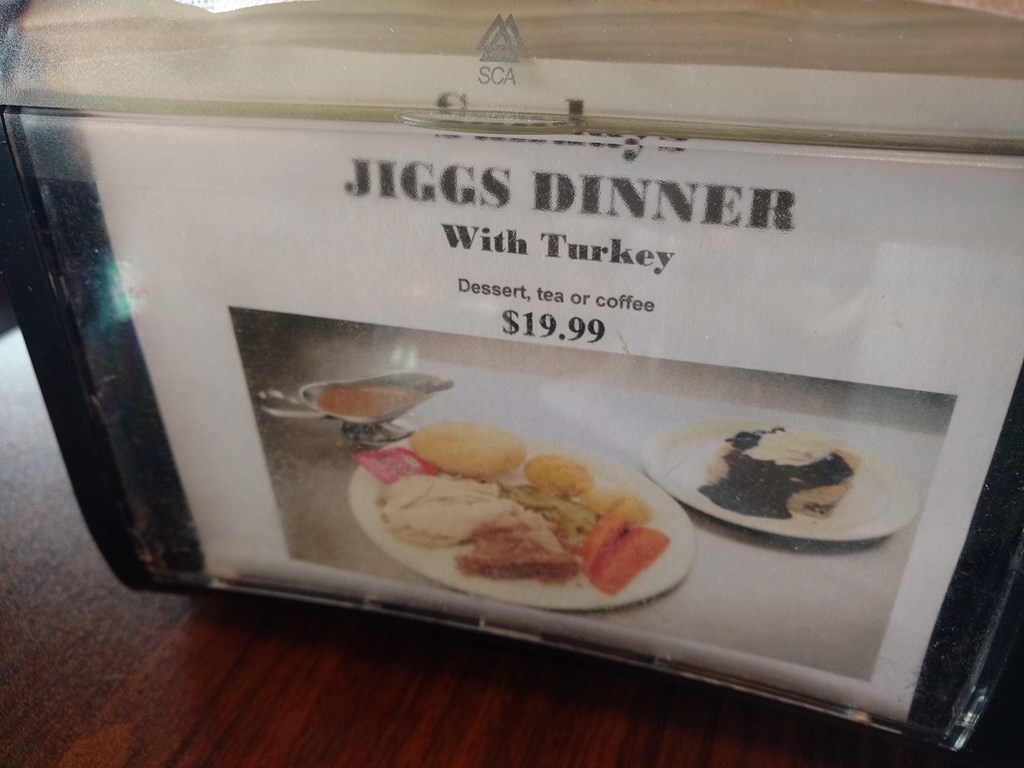 SCA
JIGGS DINNER
With Turkey
Dessert, tea or coffee
$19.99